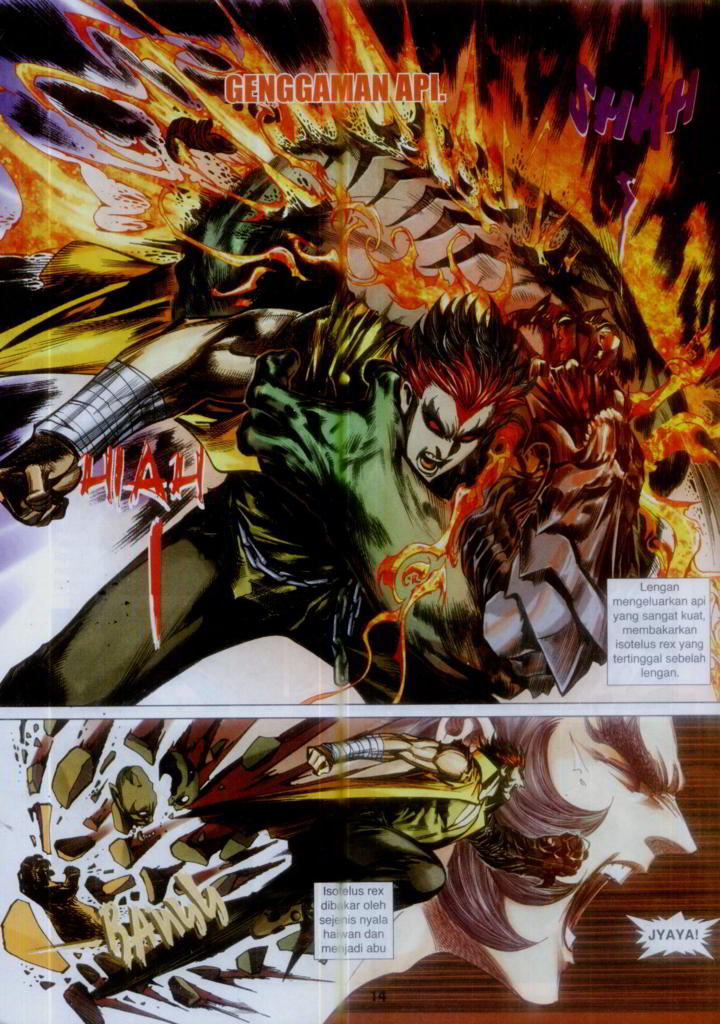 GENGGAMAN API.
SHAH
HIAH
Lengan
mengeluarkan api
yang sangat kuat,
membakarkan
isotelus rex yang
tertinggal sebelah
lengan.
BANGG
Isotelus rex
dibakar oleh
sejenis nyala
haiwan dan
menjadi abu
JYAYA!
14